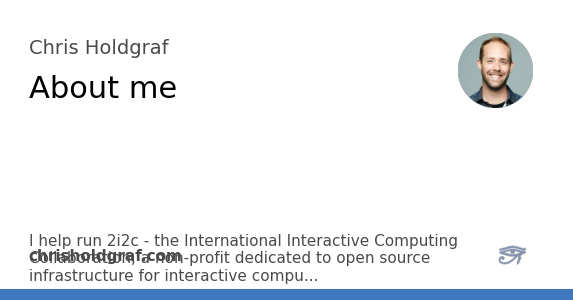 Chris Holdgraf
About me
I help run 2i2c - the International Interactive Computing
Collaboration, a non-profit dedicated to open source
chrisholdgraf.com
infrastructure for interactive compu...